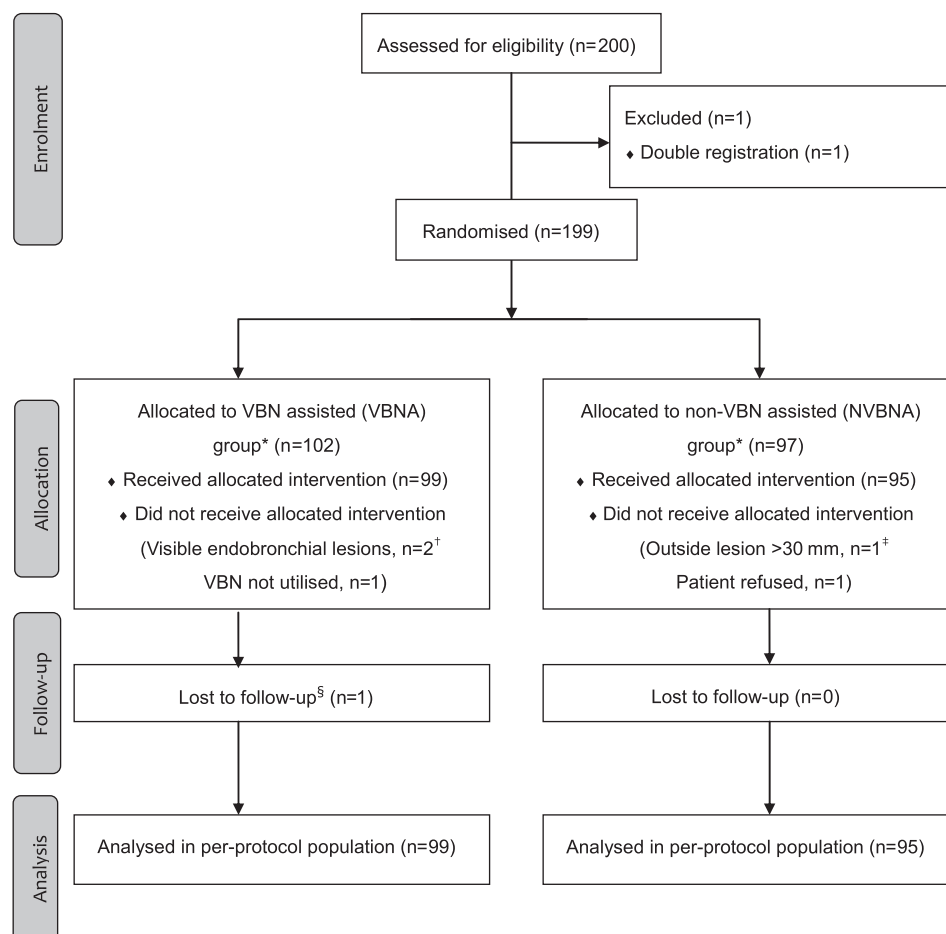 Enrolment
Assessed for eligibility (n=200)
Excluded (n=1)
♦ Double registration (n=1)
Randomised (n=199)
Allocation
Allocated to VBN assisted (VBNA)
group* (n=102)
♦ Received allocated intervention (n=99)
♦ Did not receive allocated intervention
(Visible endobronchial lesions, n=2†
VBN not utilised, n=1)
Allocated to non-VBN assisted (NVBNA)
group* (n=97)
♦ Received allocated intervention (n=95)
♦ Did not receive allocated intervention
(Outside lesion >30 mm, n=1‡
Patient refused, n=1)
Follow-up
Lost to follow-up§ (n=1)
Lost to follow-up (n=0)
Analysis
Analysed in per-protocol population (n=99)
Analysed in per-protocol population (n=95)